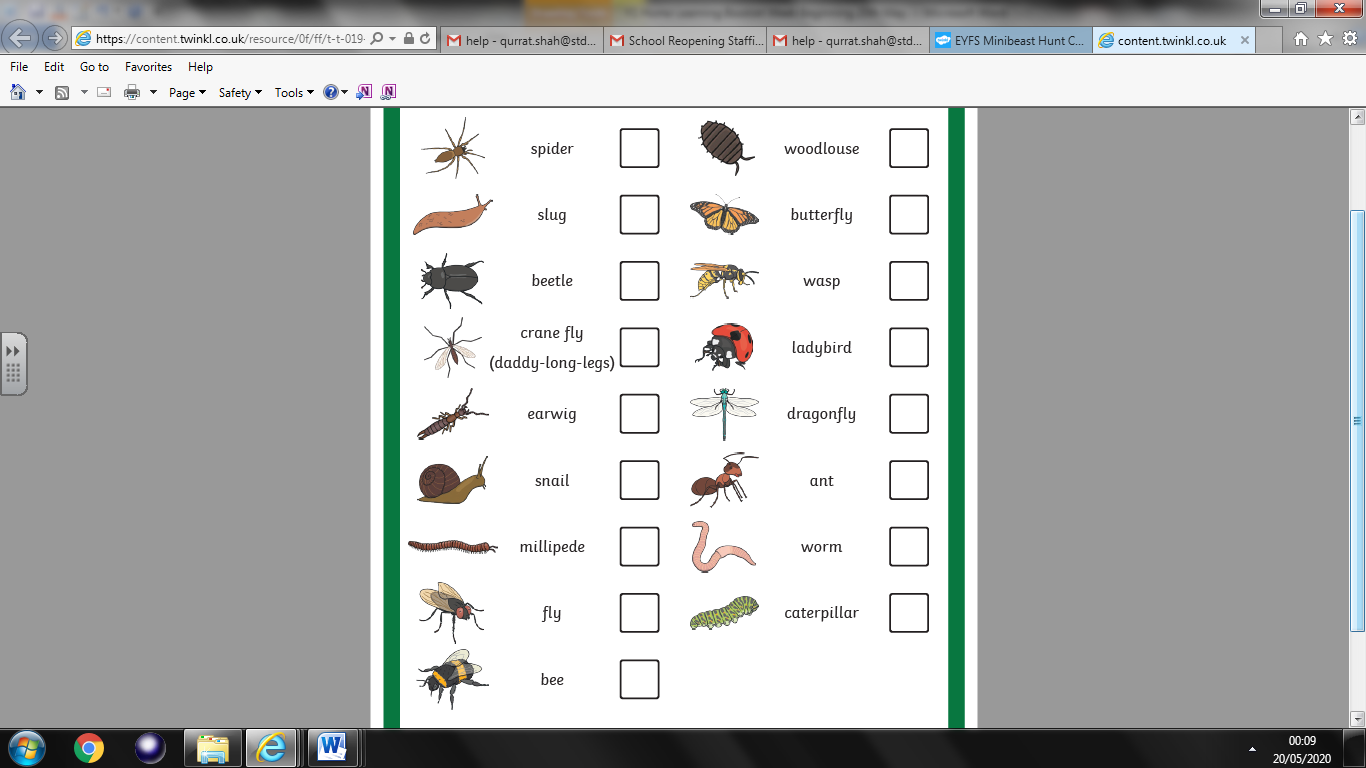 https://content.twinkl.co.uk/resource/0f/ff/t-t-019
help - qurrat.shah@std...
School Reopening Staffi...
help - qurrat.shah@std...
EYFS Minibeast Hunt C...
content.twinkl.co.uk
File Edit Go to Favorites Help
Page Safety Tools
spider woodlouse
slug butterfly
beetle wasp
crane fly
(daddy-long-legs) ladybird
earwig dragonfly
snail ant
millipede worm
fly caterpillar
bee
00:09
20/05/2020